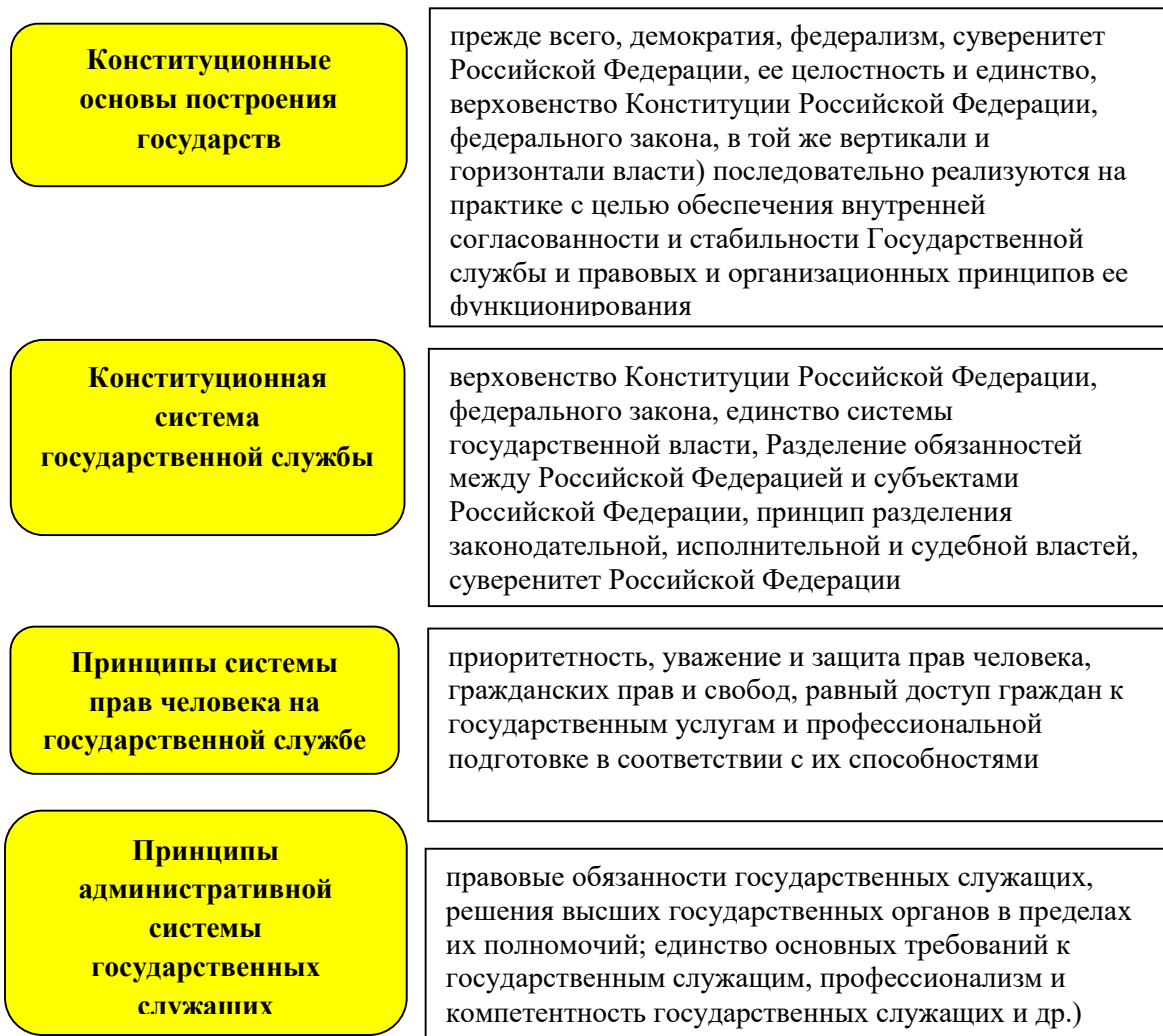 Конституционные
основы построения
государств
прежде всего, демократия, федерализм, суверенитет
Российской Федерации, ее целостность и единство,
верховенство Конституции Российской Федерации,
федерального закона, в той же вертикали и
горизонтали власти) последовательно реализуются на
практике с целью обеспечения внутренней
согласованности и стабильности Государственной
службы и правовых и организационных принципов ее
функционирования
Конституционная
система
государственной службы
верховенство Конституции Российской Федерации,
федерального закона, единство системы
государственной власти, Разделение обязанностей
между Российской Федерацией и субъектами
Российской Федерации, принцип разделения
законодательной, исполнительной и судебной властей,
суверенитет Российской Федерации
Принципы системы
прав человека на
государственной службе
приоритетность, уважение и защита прав человека,
гражданских прав и свобод, равный доступ граждан к
государственным услугам и профессиональной
подготовке в соответствии с их способностями
Принципы
административной
системы
государственных
служащих
правовые обязанности государственных служащих,
решения высших государственных органов в пределах
их полномочий; единство основных требований к
государственным служащим, профессионализм и
компетентность государственных служащих и др.)